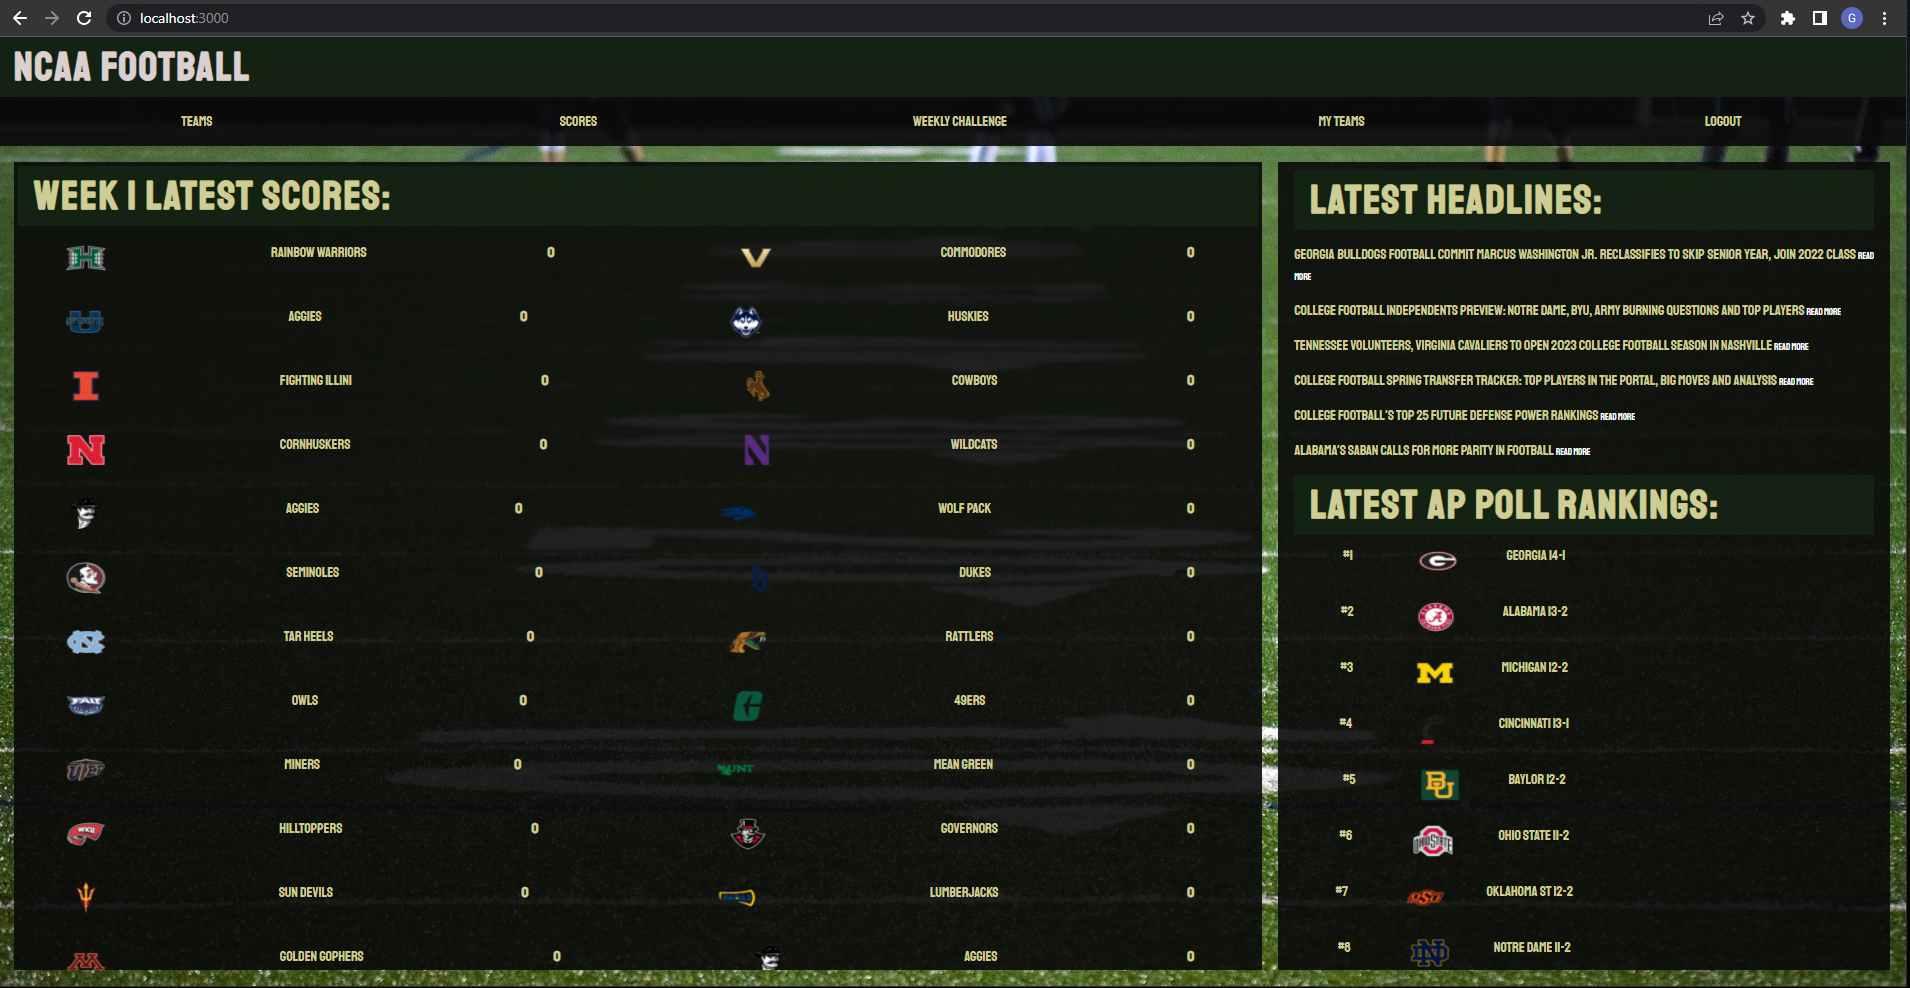 localhost:3000
G
NCAA FOOTBALL
TEAMS SCORES WEEKLY CHALLENGE MY TEAMS LOGOUT
WEEK 1 LATEST SCORES:
RAINBOW WARRIORS 0 COMMODORES 0
AGGIES 0 HUSKIES 0
FIGHTING ILLINI 0 COWBOYS 0
CORNHUSKERS 0 WILDCATS 0
AGGIES 0 WOLF PACK 0
SEMINOLES 0 DUKES 0
TAR HEELS 0 RATTLERS 0
OWLS 0 49ERS 0
MINERS 0 MEAN GREEN 0
HILLTOPPERS 0 GOVERNORS 0
SUN DEVILS 0 LUMBERJACKS 0
GOLDEN GOPHERS 0 AGGIES 0
LATEST HEADLINES:
GEORGIA BULLDOGS FOOTBALL COMMIT MARCUS WASHINGTON JR. RECLASSIFIES TO SKIP SENIOR YEAR, JOIN 2022 CLASS READ
MORE
COLLEGE FOOTBALL INDEPENDENTS PREVIEW: NOTRE DAME, BYU, ARMY BURNING QUESTIONS AND TOP PLAYERS READ MORE
TENNESSEE VOLUNTEERS, VIRGINIA CAVALIERS TO OPEN 2023 COLLEGE FOOTBALL SEASON IN NASHVILLE READ MORE
COLLEGE FOOTBALL SPRING TRANSFER TRACKER: TOP PLAYERS IN THE PORTAL, BIG MOVES AND ANALYSIS READ MORE
COLLEGE FOOTBALL'S TOP 25 FUTURE DEFENSE POWER RANKINGS READ MORE
ALABAMA'S SABAN CALLS FOR MORE PARITY IN FOOTBALL READ MORE
LATEST AP POLL RANKINGS:
#1 GEORGIA 14-1
#2 ALABAMA 13-2
#3 MICHIGAN 12-2
#4 CINCINNATI 13-1
#5 BAYLOR 12-2
#6 OHIO STATE 11-2
#7 OKLAHOMA ST 12-2
#8 NOTRE DAME 11-2